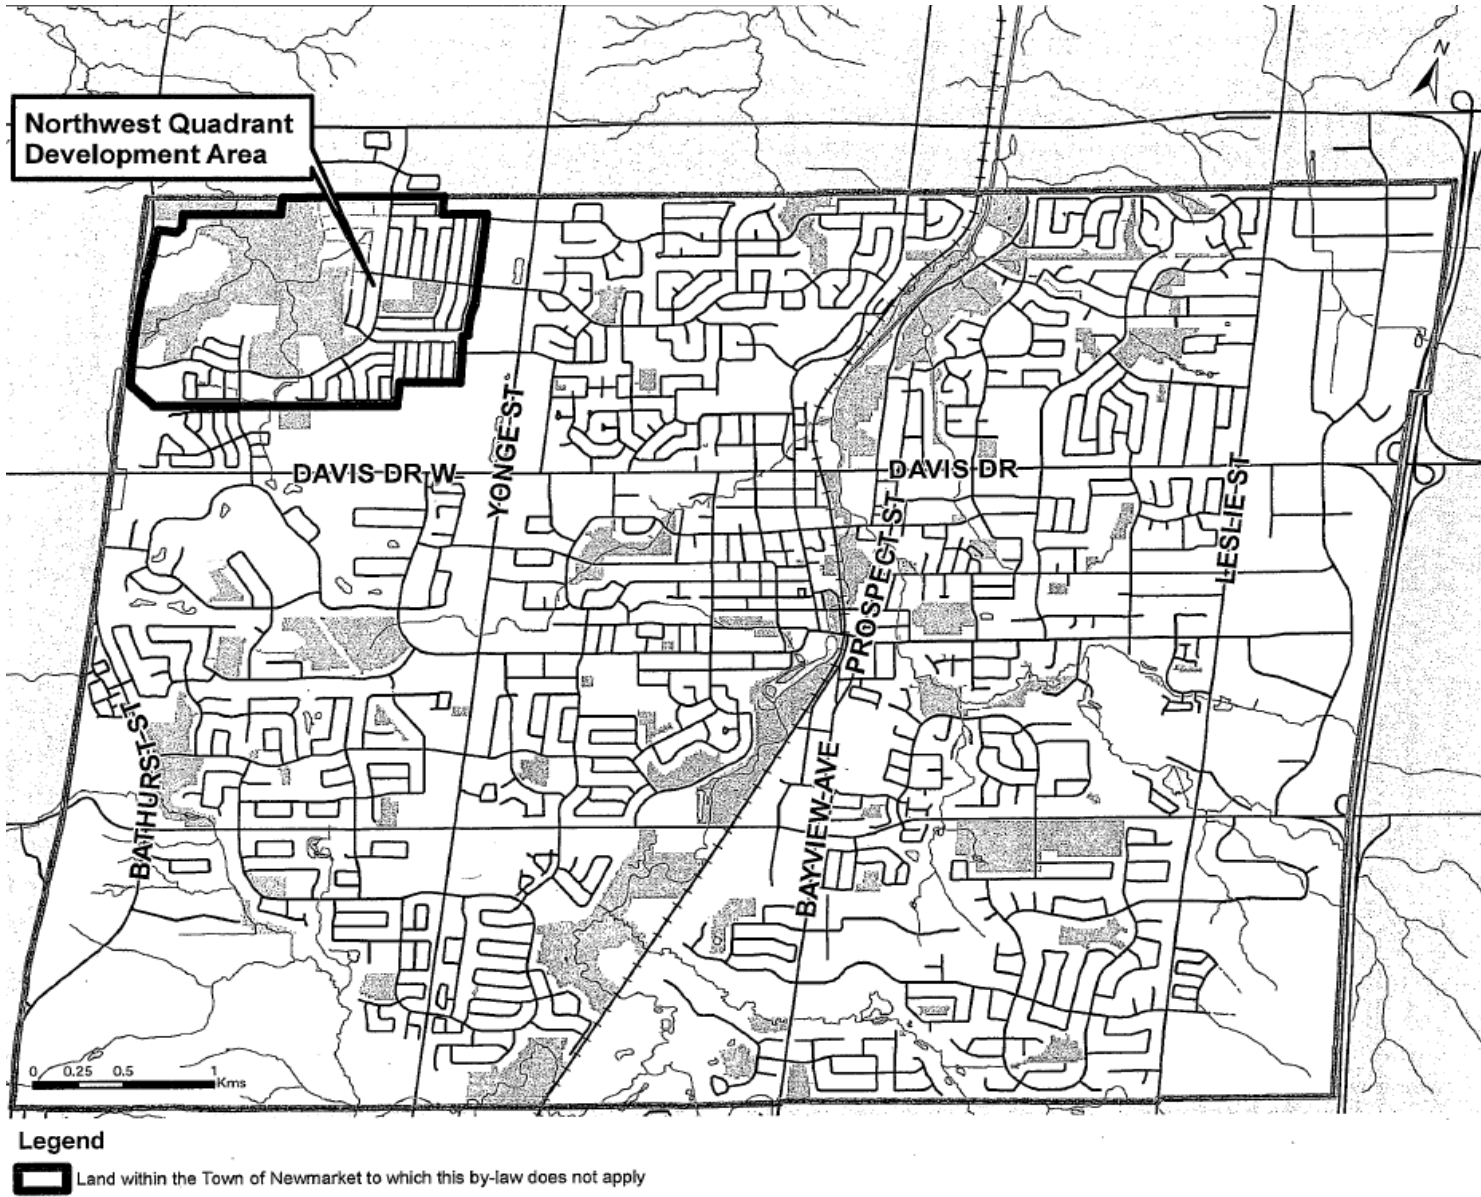 N
Northwest Quadrant
Development Area
DAVIS DR W
YONGE ST
DAVIS DR
PROSPECT ST
LESLIE ST
BATHURST ST
BAYVIEW AVE
0 0.25 0.5 1
Kms
Legend
Land within the Town of Newmarket to which this by-law does not apply